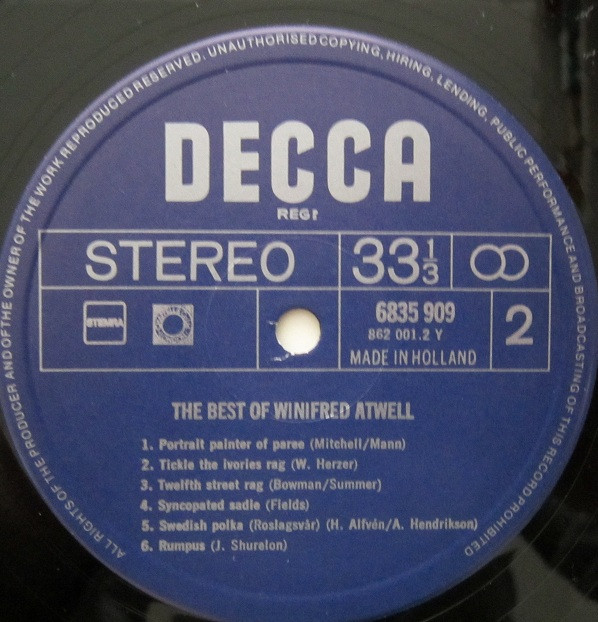 ALL RIGHTS OF THE PRODUCER AND OF THE OWNER OF THE WORK REPRODUCED RESERVED. UNAUTHORISED COPYING, HIRING, LENDING, PUBLIC PERFORMANCE AND BROADCASTING OF THIS RECORD PROHIBITED
DECCA
REGT
STEREO
33 1/3
STEMRA
6835 909
862 001.2 Y
MADE IN HOLLAND
2
THE BEST OF WINIFRED ATWELL
1. Portrait painter of paree (Mitchell/Mann)
2. Tickle the ivories rag (W. Herzer)
3. Twelfth street rag (Bowman/Summer)
4. Syncopated sadie (Fields)
5. Swedish polka (Roslagsvår) (H. Alfvén/A. Hendrikson)
6. Rumpus (J. Shurelon)